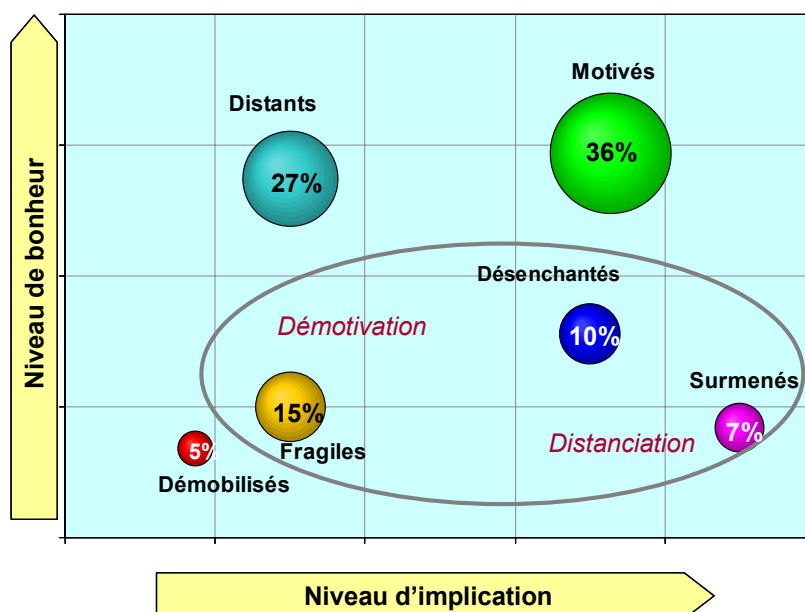 Motivés
Distants
36%
27%
Niveau de bonheur
Désenchantés
Démotivation
10%
Surmenés
15%
7%
Distanciation
Fragiles
5%
Démobilisés
Niveau d’implication